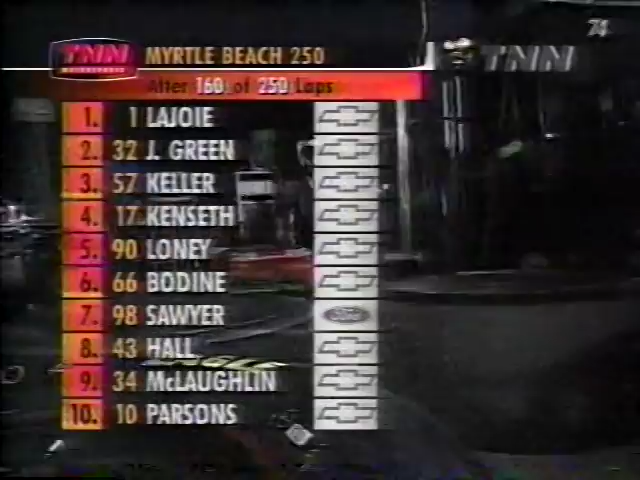 74
TNN
MOTORSPORTS
MYRTLE BEACH 250
TNN
After 160 of 250 Laps
1. 1 LAJOIE
2. 32 J. GREEN
3. 57 KELLER
4. 17 KENSETH
5. 90 LONEY
6. 66 BODINE
7. 98 SAWYER Ford
8. 43 HALL
9. 34 McLAUGHLIN
10. 10 PARSONS